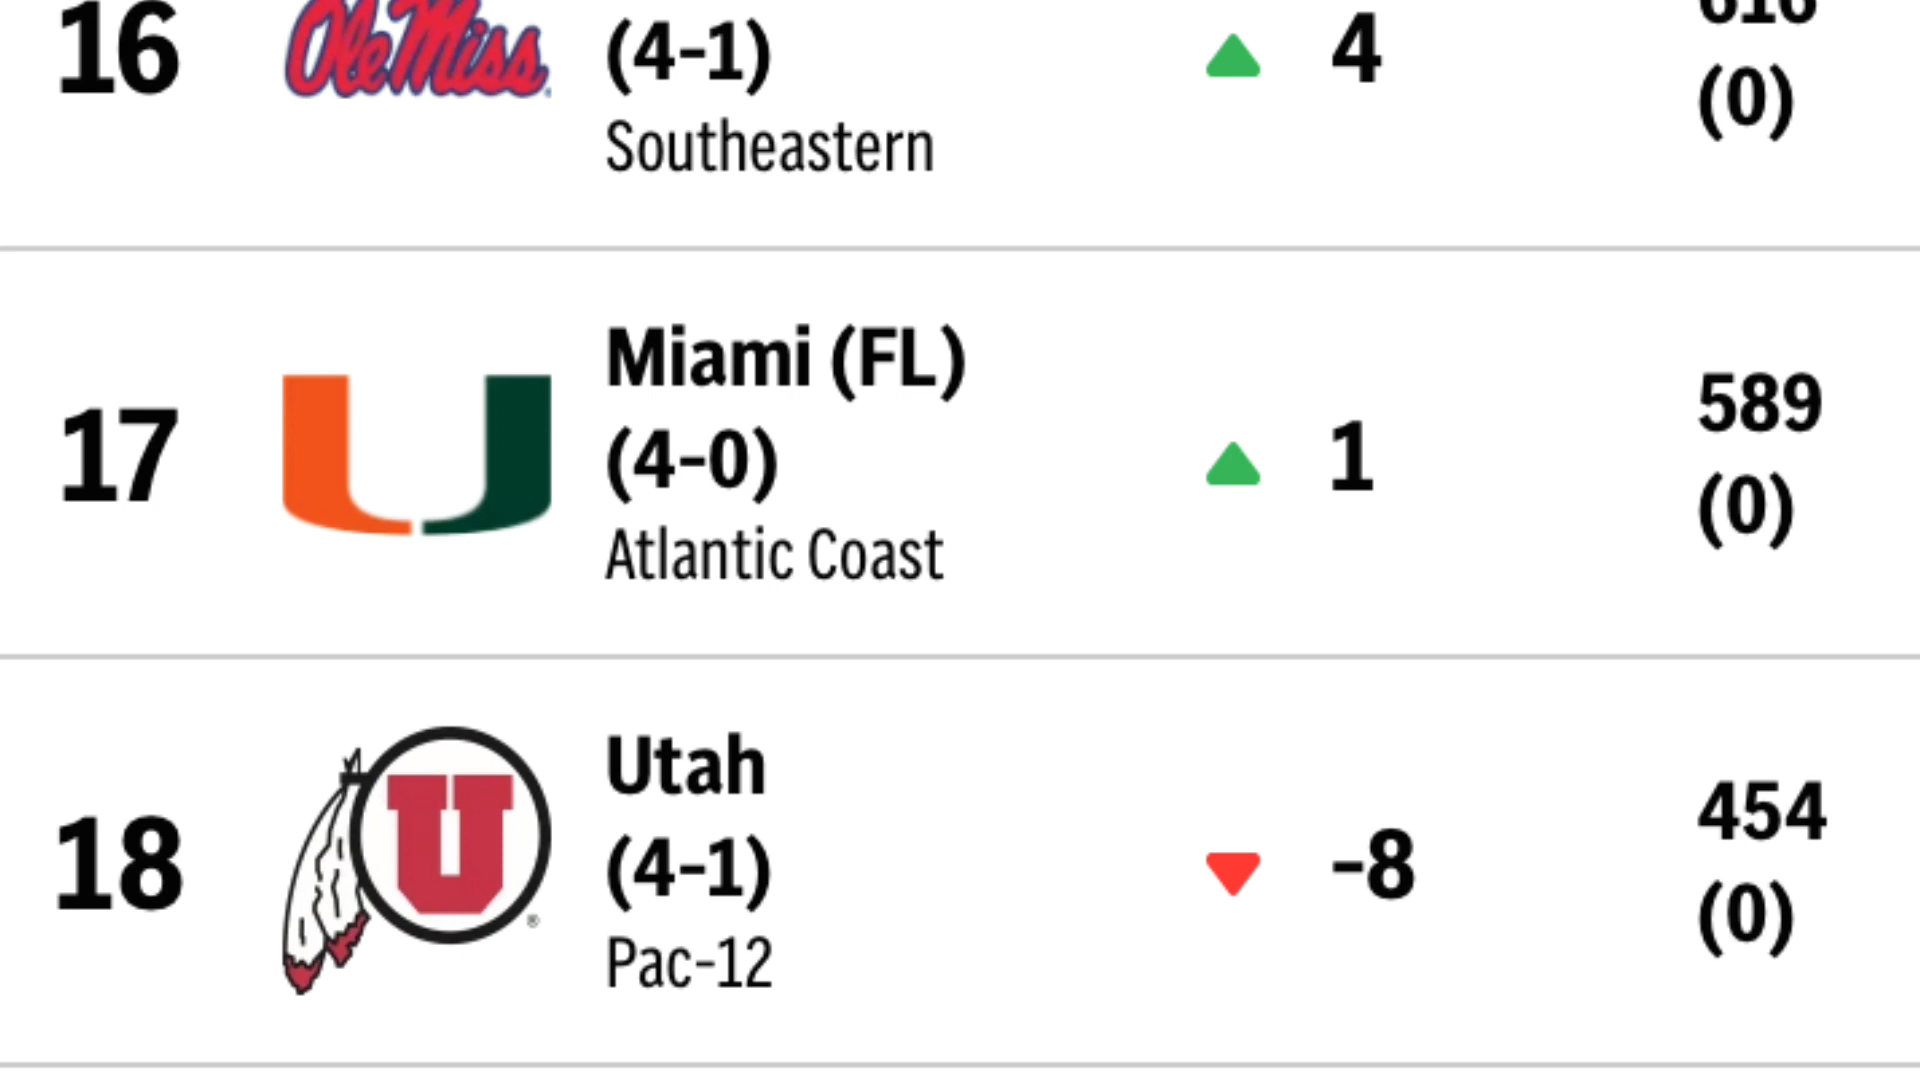 16
Ole Miss
(4-1)
Southeastern
4
616
(0)
17
Miami (FL)
(4-0)
Atlantic Coast
1
589
(0)
18
U
Utah
(4-1)
Pac-12
-8
454
(0)